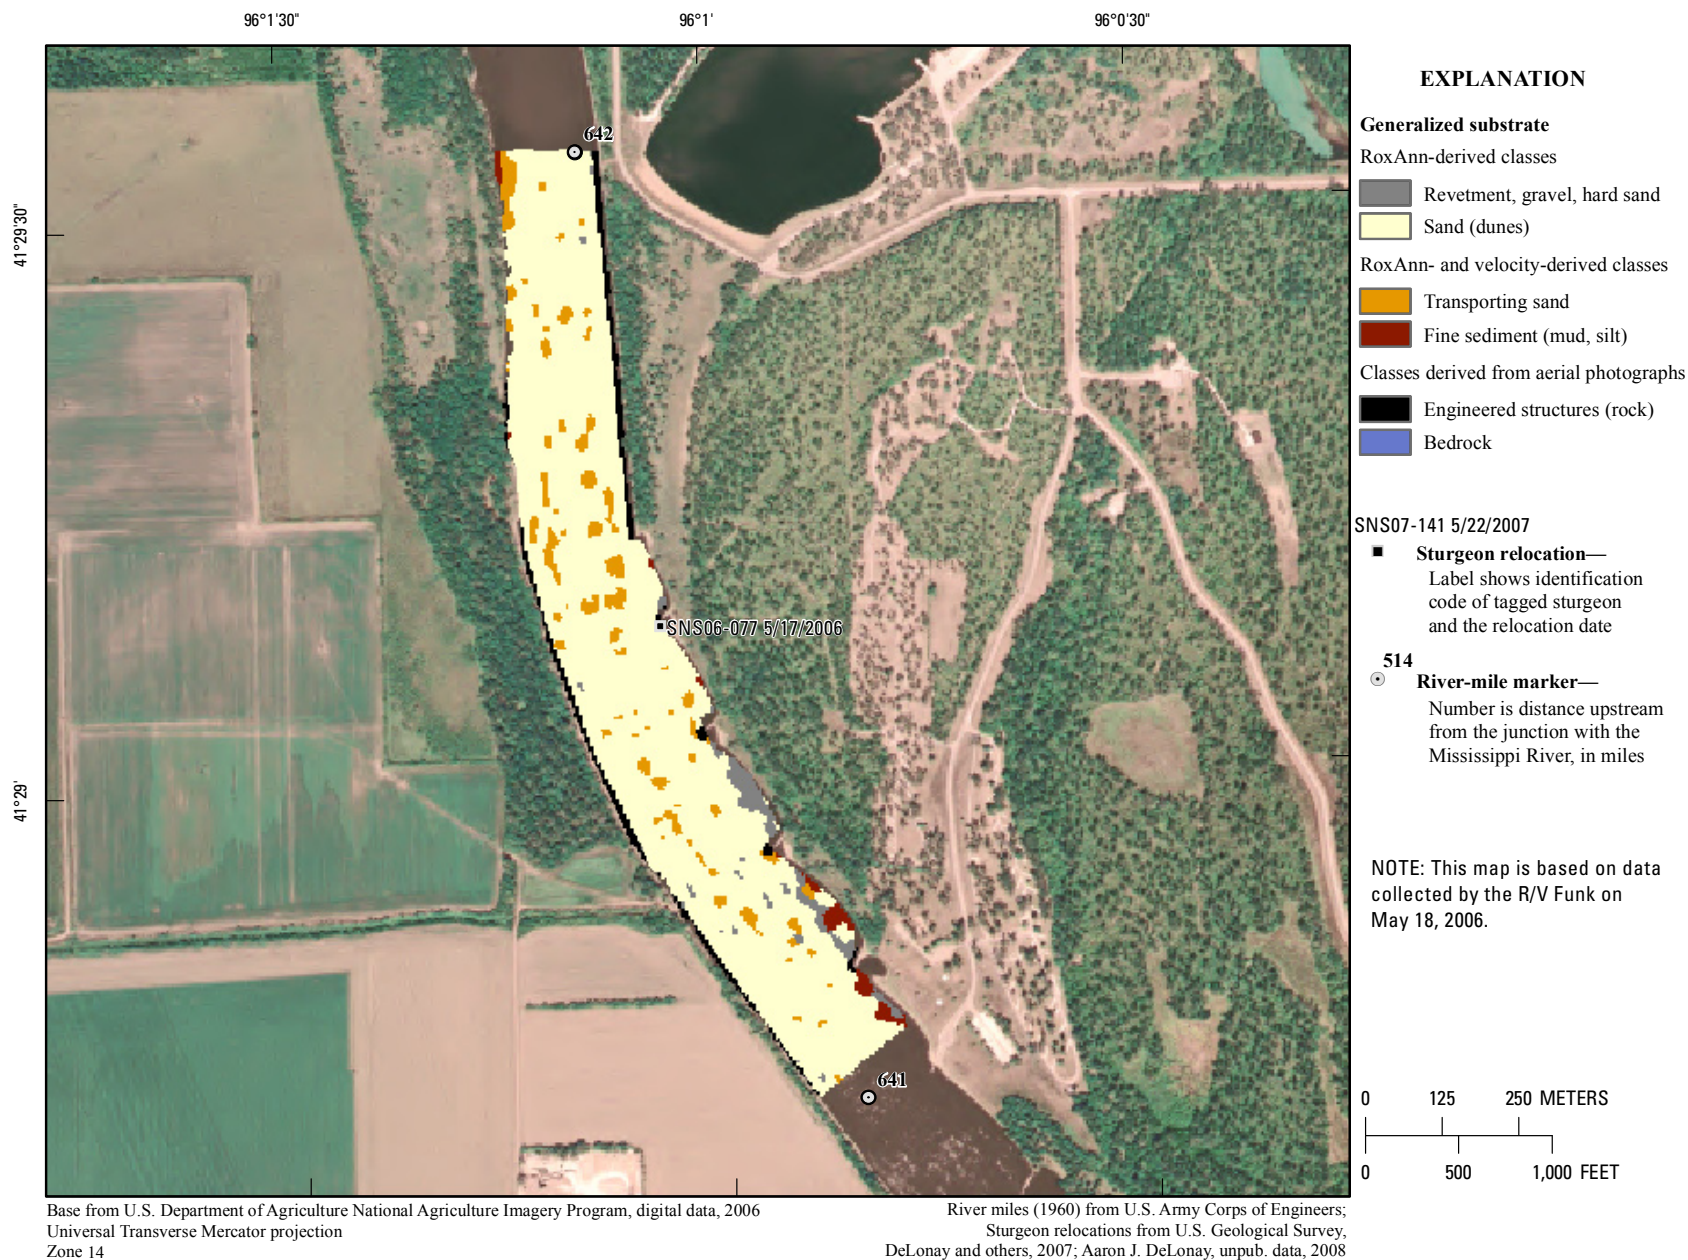 96°1'30"
96°1'
96°0'30"
41°29'30"
41°29'
642
SNS06-077 5/17/2006
641
EXPLANATION
Generalized substrate
RoxAnn-derived classes
Revetment, gravel, hard sand
Sand (dunes)
RoxAnn- and velocity-derived classes
Transporting sand
Fine sediment (mud, silt)
Classes derived from aerial photographs
Engineered structures (rock)
Bedrock
SNS07-141 5/22/2007
Sturgeon relocation—
Label shows identification
code of tagged sturgeon
and the relocation date
514
River-mile marker—
Number is distance upstream
from the junction with the
Mississippi River, in miles
NOTE: This map is based on data
collected by the R/V Funk on
May 18, 2006.
0 125 250 METERS
0 500 1,000 FEET
Base from U.S. Department of Agriculture National Agriculture Imagery Program, digital data, 2006
Universal Transverse Mercator projection
Zone 14
River miles (1960) from U.S. Army Corps of Engineers;
Sturgeon relocations from U.S. Geological Survey,
DeLonay and others, 2007; Aaron J. DeLonay, unpub. data, 2008